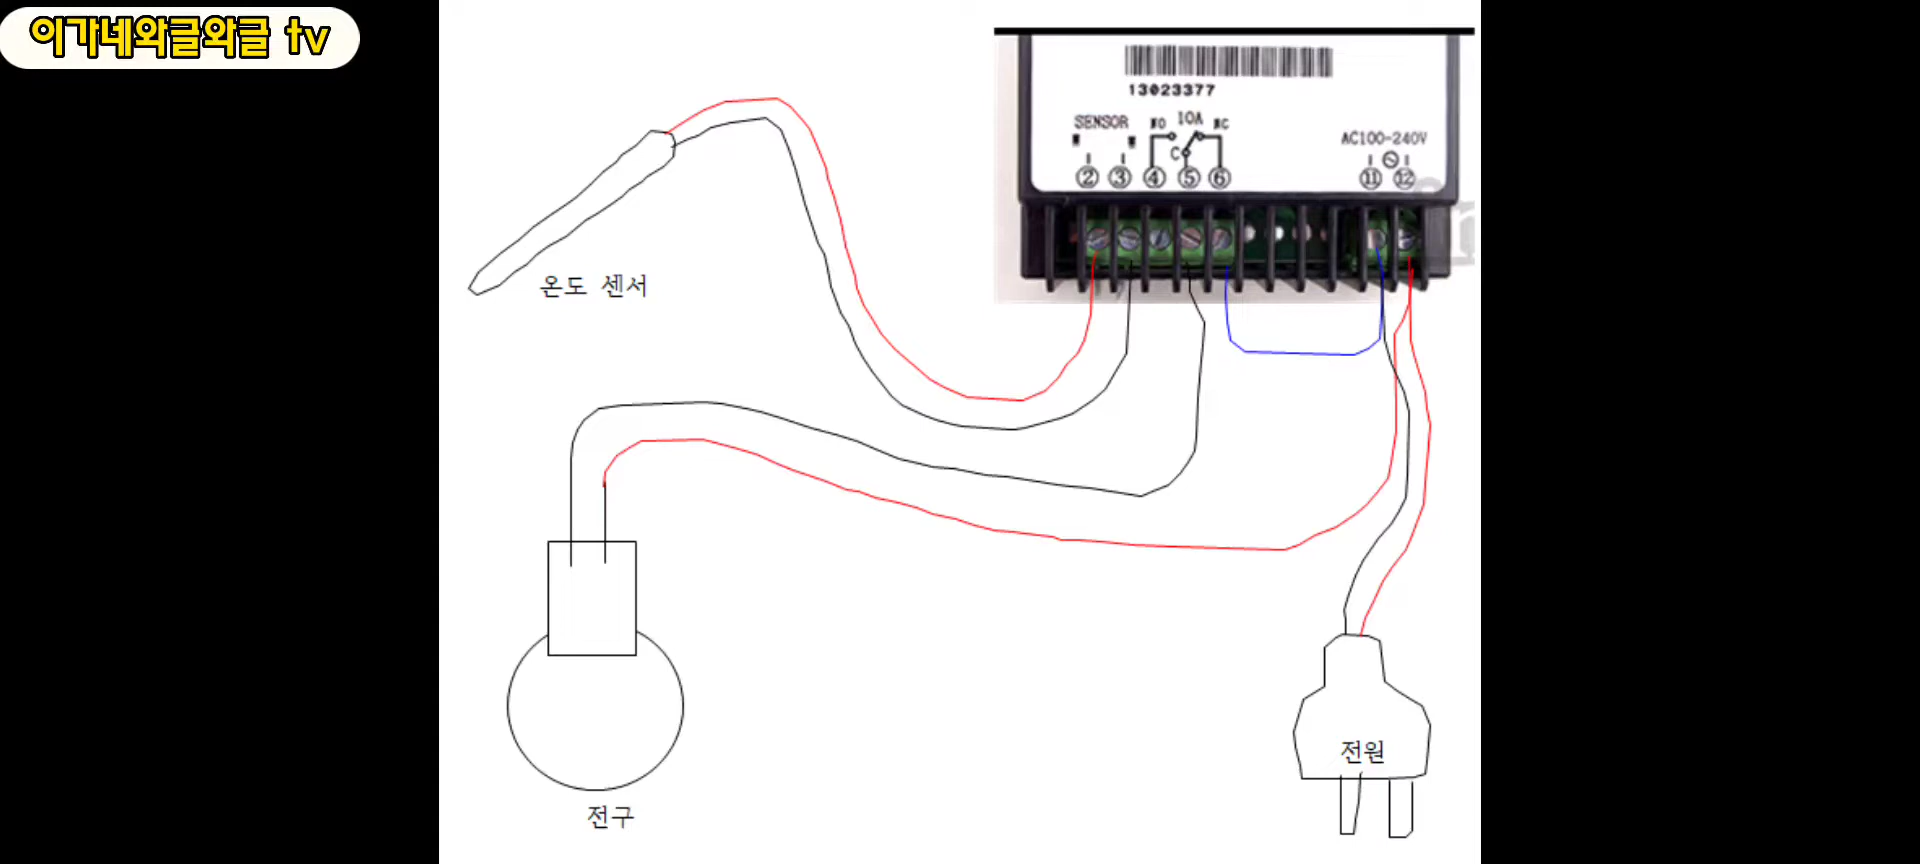 이가네와글와글 tv
13023377
SENSOR NO 10A NC
C
AC100-240V
② ③ ④ ⑤ ⑥ ⑪ ⑫
온도 센서
전원
전구